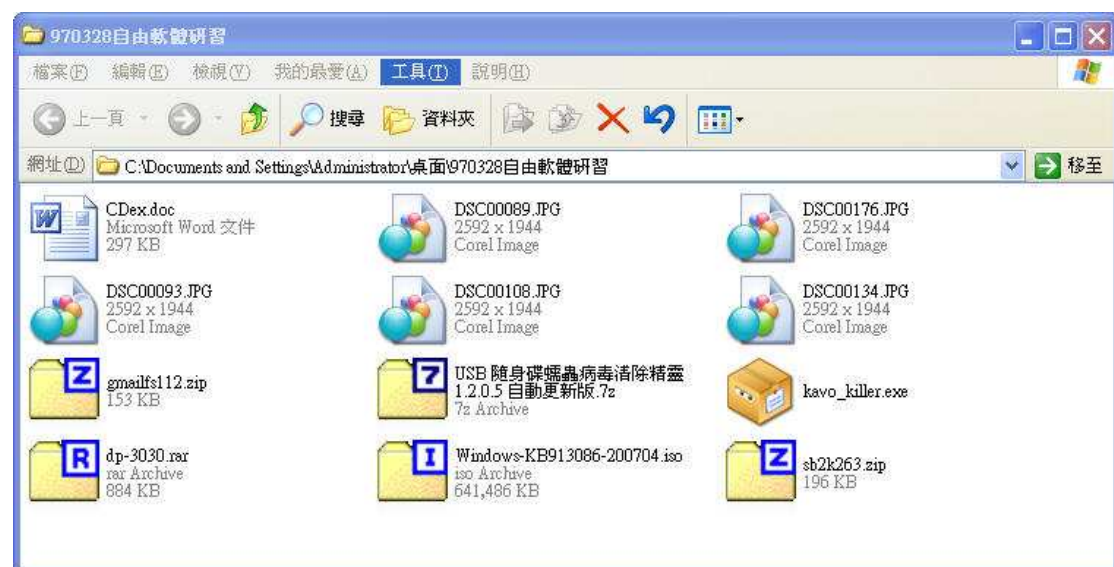 970328自由軟體研習
檔案(F) 編輯(E) 檢視(V) 我的最愛(A) 工具(T) 說明(H)
上一頁 搜尋 資料夾
網址(D) C:\Documents and Settings\Administrator\桌面\970328自由軟體研習 移至
CDex.doc
Microsoft Word 文件
297 KB
DSC00089.JPG
2592 x 1944
Corel Image
DSC00176.JPG
2592 x 1944
Corel Image
DSC00093.JPG
2592 x 1944
Corel Image
DSC00108.JPG
2592 x 1944
Corel Image
DSC00134.JPG
2592 x 1944
Corel Image
Z
gmailfs112.zip
153 KB
7
USB 隨身碟蠕蟲病毒清除精靈
1.2.0.5 自動更新版.7z
7z Archive
kavo_killer.exe
R
dp-3030.rar
rar Archive
884 KB
I
Windows-KB913086-200704.iso
iso Archive
641,486 KB
Z
sb2k263.zip
196 KB